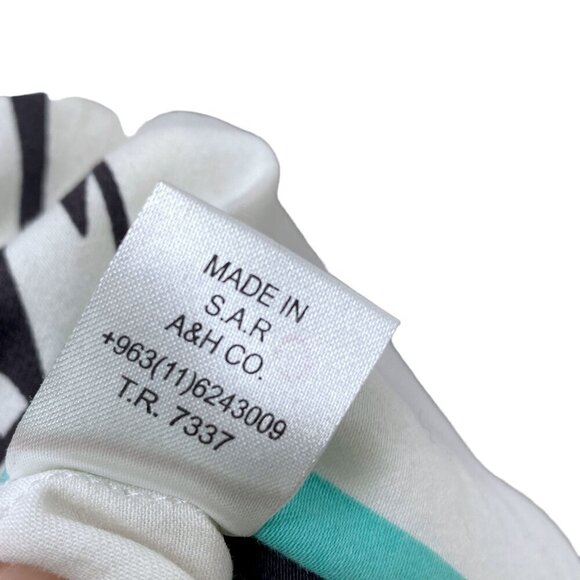 MADE IN
S.A.R
A&H CO.
+963(11)6243009
T.R. 7337